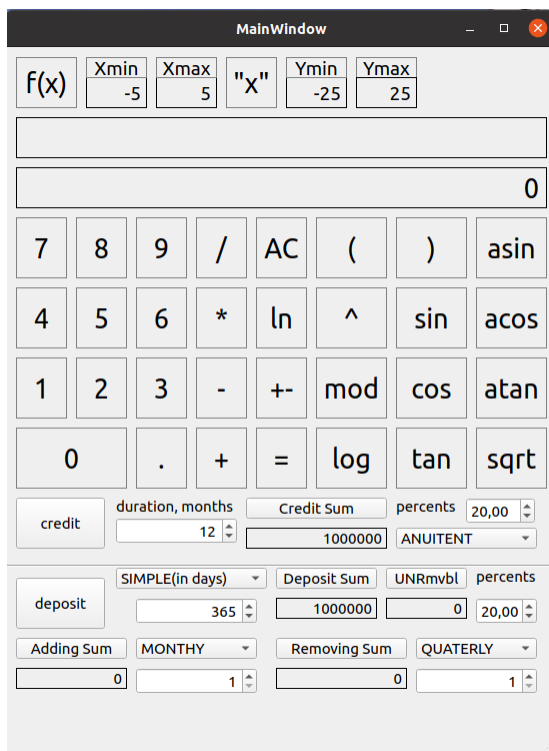 MainWindow
f(x) Xmin Xmax "x" Ymin Ymax
-5 5 -25 25
0
7 8 9 / AC ( ) asin
4 5 6 * ln ^ sin acos
1 2 3 - +- mod cos atan
0 . + = log tan sqrt
credit duration, months Credit Sum percents 20,00
12 1000000 ANUITENT
deposit SIMPLE(in days) Deposit Sum UNRmvbl percents
365 1000000 0 20,00
Adding Sum MONTHY Removing Sum QUATERLY
0 1 0 1